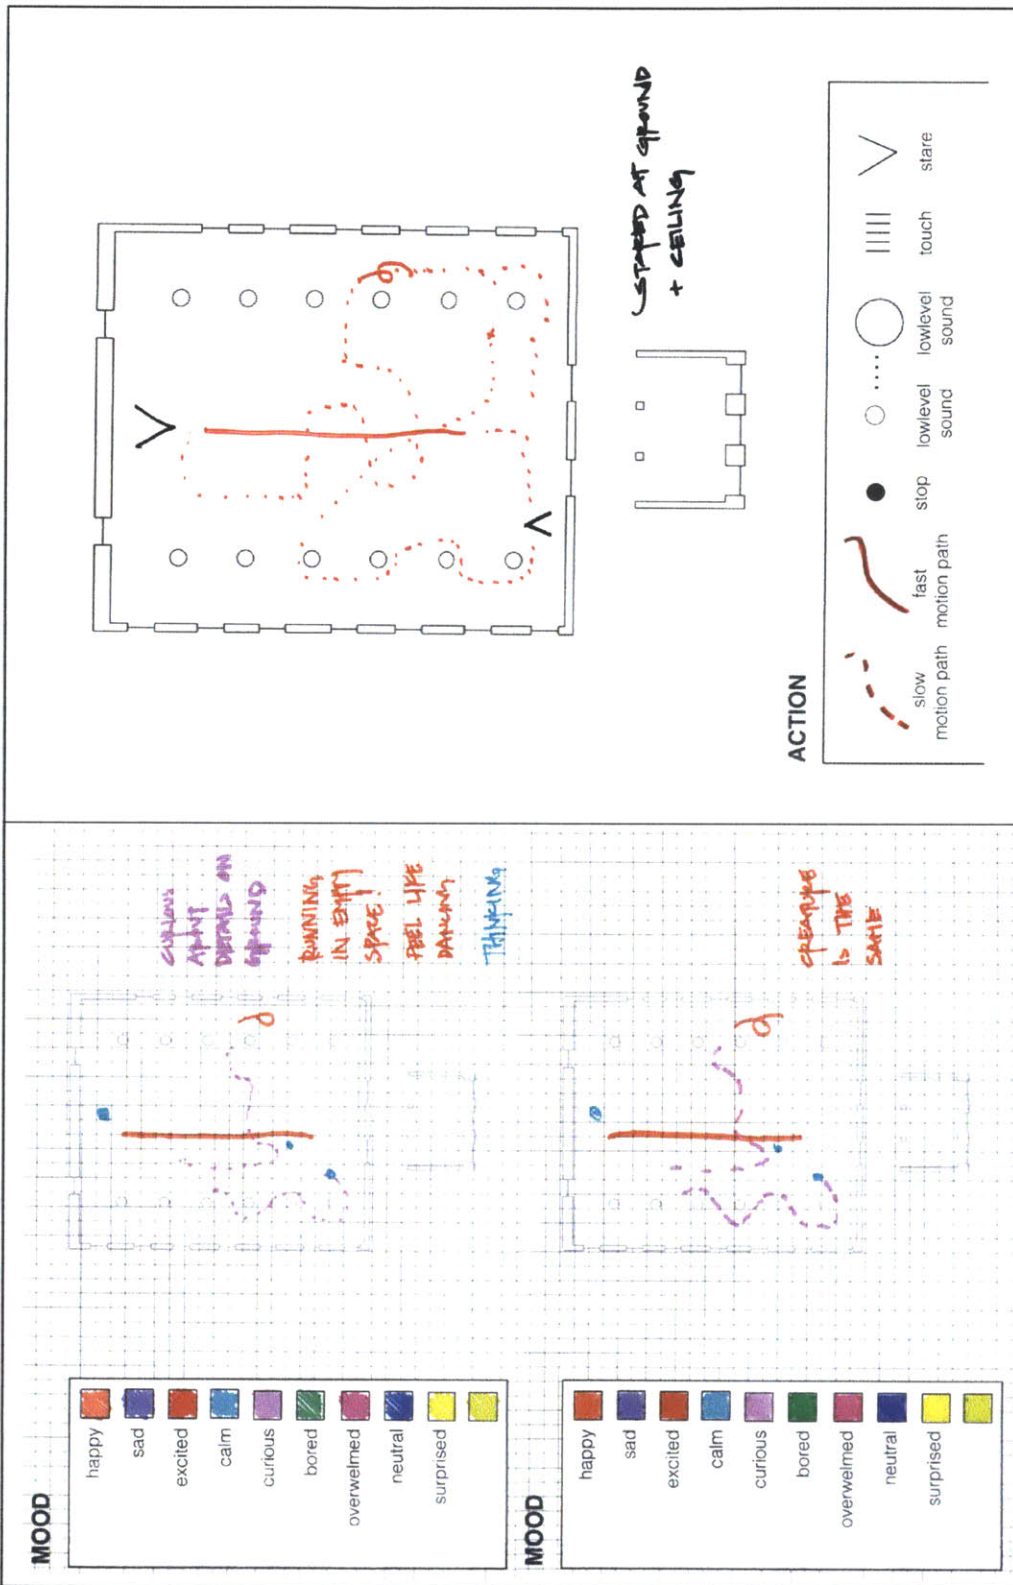 MOOD
happy
sad
excited
calm
curious
bored
overwelmed
neutral
surprised
CURIOUS
ABOUT
DETAILS ON
GROUND
RUNNING
IN EMPTY
SPACE!
FEEL LIKE
DANCING
THINKING
MOOD
happy
sad
excited
calm
curious
bored
overwelmed
neutral
surprised
CREATURE
IS THE
SAME
STARED AT GROUND
+ CEILING
ACTION
slow
motion path
fast
motion path
stop
lowlevel
sound
lowlevel
sound
touch
stare